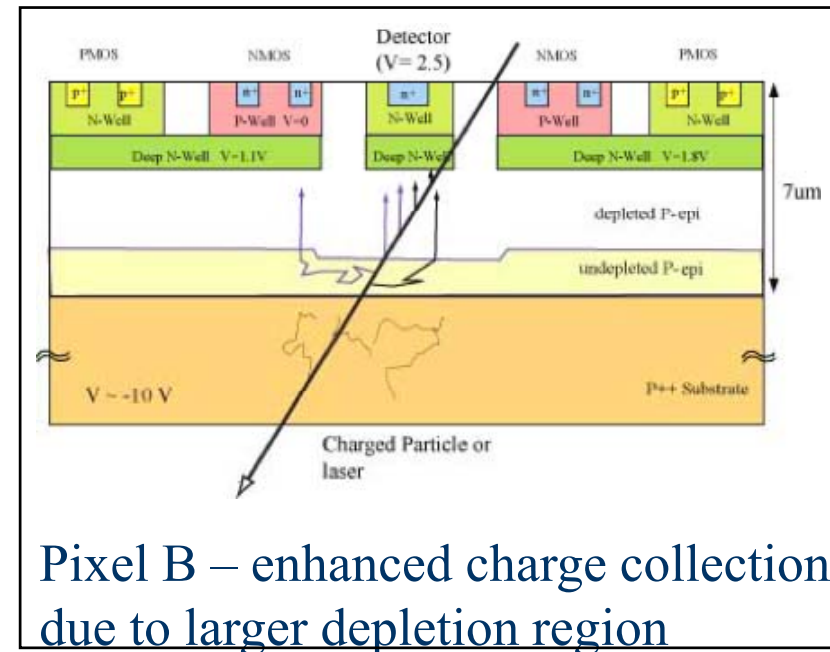 Detector
PMOS NMOS (V= 2.5) NMOS PMOS
p+ p+ n+ n+ n+ n+ n+ p+ p+
N-Well P-Well V=0 N-Well P-Well N-Well
Deep N-Well V=1.1V Deep N-Well Deep N-Well V=1.8V
7um
depleted P-epi
undepleted P-epi
V ~ -10 V P++ Substrate
Charged Particle or
laser
Pixel B – enhanced charge collection
due to larger depletion region